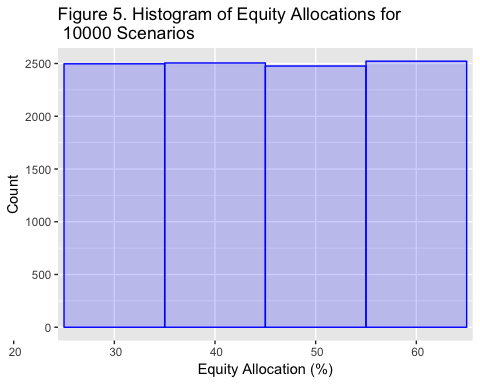 Figure 5. Histogram of Equity Allocations for
10000 Scenarios
2500
2000
1500
1000
500
0
Count
20 30 40 50 60
Equity Allocation (%)